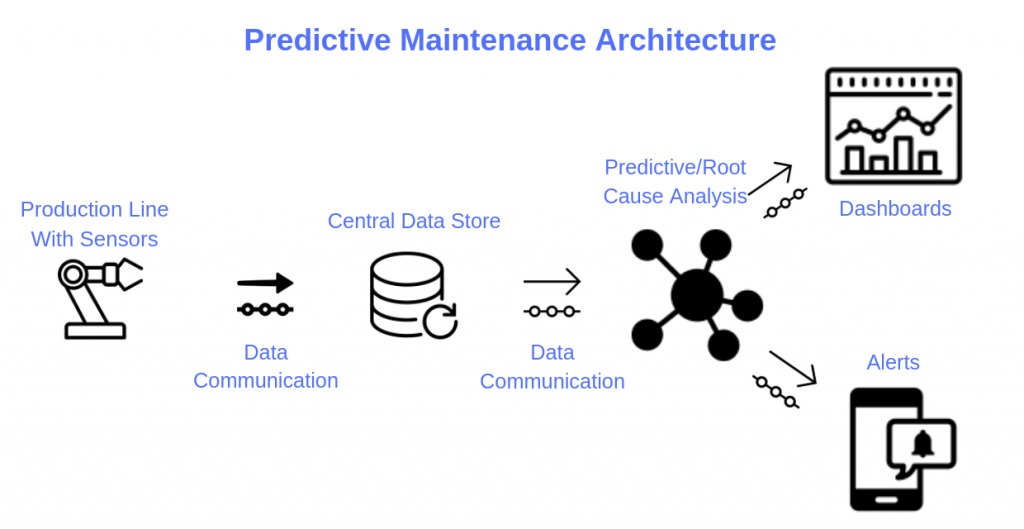 Predictive Maintenance Architecture
Production Line
With Sensors
Data
Communication
Central Data Store
Data
Communication
Predictive/Root
Cause Analysis
Dashboards
Alerts